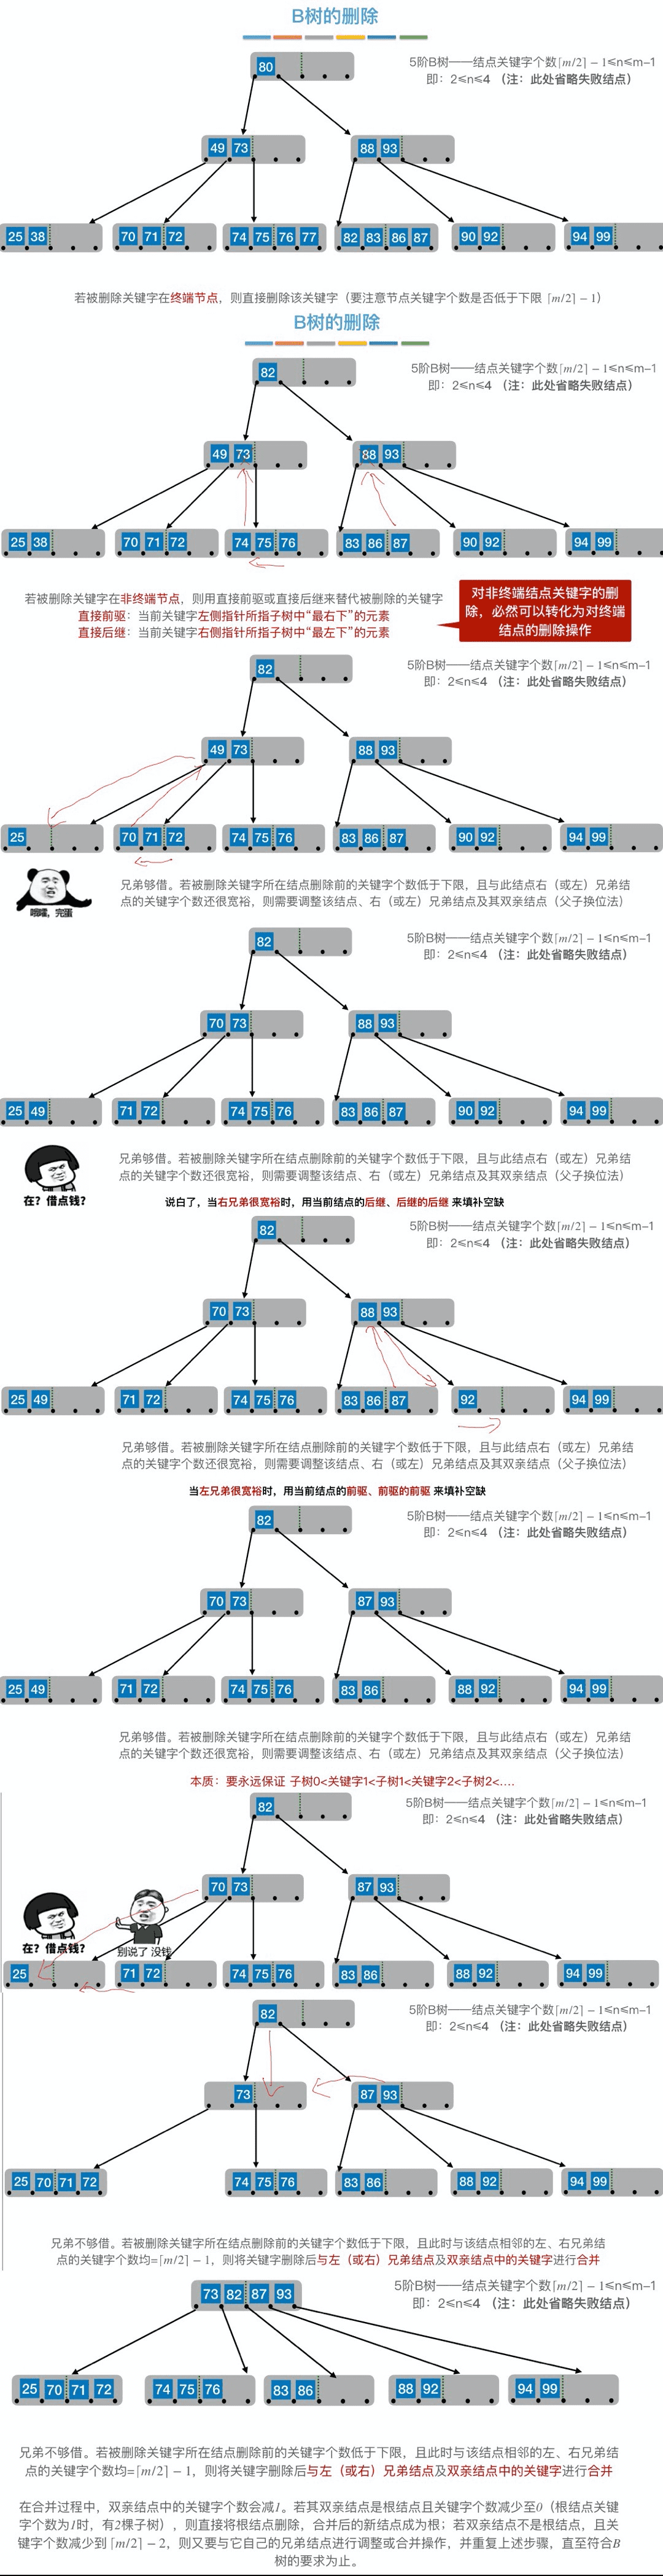 B树的删除
5阶B树——结点关键字个数⌈m/2⌉ − 1≤n≤m−1
即：2≤n≤4 （注：此处省略失败结点）
80
49 73 88 93
25 38 70 71 72 74 75 76 77 82 83 86 87 90 92 94 99
若被删除关键字在终端节点，则直接删除该关键字（要注意节点关键字个数是否低于下限 ⌈m/2⌉ − 1）
B树的删除
5阶B树——结点关键字个数⌈m/2⌉ − 1≤n≤m−1
即：2≤n≤4 （注：此处省略失败结点）
82
49 73 88 93
25 38 70 71 72 74 75 76 83 86 87 90 92 94 99
若被删除关键字在非终端节点，则用直接前驱或直接后继来替代被删除的关键字
直接前驱：当前关键字左侧指针所指子树中“最右下”的元素
直接后继：当前关键字右侧指针所指子树中“最左下”的元素
对非终端结点关键字的删
除，必然可以转化为对终端
结点的删除操作
5阶B树——结点关键字个数⌈m/2⌉ − 1≤n≤m−1
即：2≤n≤4 （注：此处省略失败结点）
82
49 73 88 93
25 70 71 72 74 75 76 83 86 87 90 92 94 99
完蛋
兄弟够借。若被删除关键字所在结点删除前的关键字个数低于下限，且与此结点右（或左）兄弟结
点的关键字个数还很宽裕，则需要调整该结点、右（或左）兄弟结点及其双亲结点（父子换位法）
5阶B树——结点关键字个数⌈m/2⌉ − 1≤n≤m−1
即：2≤n≤4 （注：此处省略失败结点）
82
70 73 88 93
25 49 71 72 74 75 76 83 86 87 90 92 94 99
在？借点钱？
兄弟够借。若被删除关键字所在结点删除前的关键字个数低于下限，且与此结点右（或左）兄弟结
点的关键字个数还很宽裕，则需要调整该结点、右（或左）兄弟结点及其双亲结点（父子换位法）
说白了，当右兄弟很宽裕时，用当前结点的后继、后继的后继 来填补空缺
5阶B树——结点关键字个数⌈m/2⌉ − 1≤n≤m−1
即：2≤n≤4 （注：此处省略失败结点）
82
70 73 88 93
25 49 71 72 74 75 76 83 86 87 92 94 99
兄弟够借。若被删除关键字所在结点删除前的关键字个数低于下限，且与此结点右（或左）兄弟结
点的关键字个数还很宽裕，则需要调整该结点、右（或左）兄弟结点及其双亲结点（父子换位法）
当左兄弟很宽裕时，用当前结点的前驱、前驱的前驱 来填补空缺
5阶B树——结点关键字个数⌈m/2⌉ − 1≤n≤m−1
即：2≤n≤4 （注：此处省略失败结点）
82
70 73 87 93
25 49 71 72 74 75 76 83 86 88 92 94 99
兄弟够借。若被删除关键字所在结点删除前的关键字个数低于下限，且与此结点右（或左）兄弟结
点的关键字个数还很宽裕，则需要调整该结点、右（或左）兄弟结点及其双亲结点（父子换位法）
本质：要永远保证 子树0<关键字1<子树1<关键字2<子树2<....
5阶B树——结点关键字个数⌈m/2⌉ − 1≤n≤m−1
即：2≤n≤4 （注：此处省略失败结点）
82
70 73 87 93
在？借点钱？ 别说了 没钱
25 71 72 74 75 76 83 86 88 92 94 99
5阶B树——结点关键字个数⌈m/2⌉ − 1≤n≤m−1
即：2≤n≤4 （注：此处省略失败结点）
82
73 87 93
25 70 71 72 74 75 76 83 86 88 92 94 99
兄弟不够借。若被删除关键字所在结点删除前的关键字个数低于下限，且此时与该结点相邻的左、右兄弟结
点的关键字个数均=⌈m/2⌉ − 1，则将关键字删除后与左（或右）兄弟结点及双亲结点中的关键字进行合并
5阶B树——结点关键字个数⌈m/2⌉ − 1≤n≤m−1
即：2≤n≤4 （注：此处省略失败结点）
73 82 87 93
25 70 71 72 74 75 76 83 86 88 92 94 99
兄弟不够借。若被删除关键字所在结点删除前的关键字个数低于下限，且此时与该结点相邻的左、右兄弟结
点的关键字个数均=⌈m/2⌉ − 1，则将关键字删除后与左（或右）兄弟结点及双亲结点中的关键字进行合并
在合并过程中，双亲结点中的关键字个数会减1。若其双亲结点是根结点且关键字个数减少至0（根结点关键
字个数为1时，有2棵子树），则直接将根结点删除，合并后的新结点成为根；若双亲结点不是根结点，且关
键字个数减少到 ⌈m/2⌉ − 2，则又要与它自己的兄弟结点进行调整或合并操作，并重复上述步骤，直至符合B
树的要求为止。